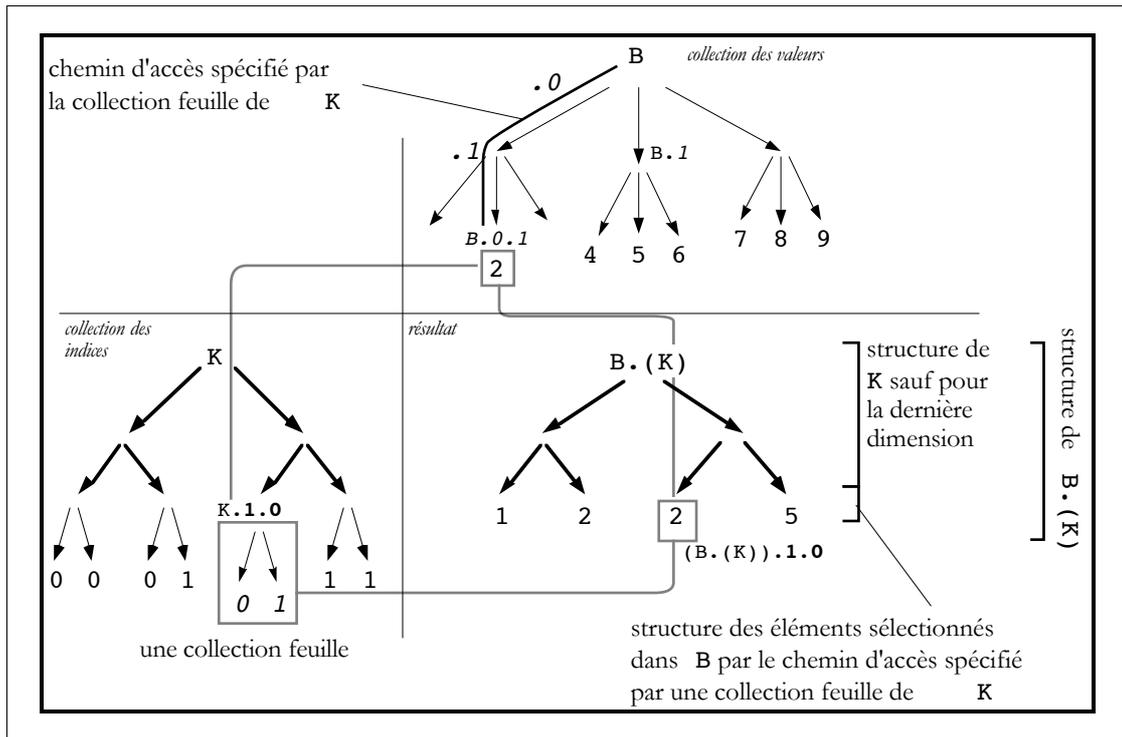 B
collection des valeurs
chemin d'accès spécifié par
la collection feuille de K
.0
.1
B.1
B.0.1
2
4 5 6
7 8 9
collection des
indices
résultat
K
B.(K)
structure de
K sauf pour
la dernière
dimension
structure de B.(K)
K.1.0
0 0 0 1
0 1
1 1
1 2 2 5
(B.(K)).1.0
une collection feuille
structure des éléments sélectionnés
dans B par le chemin d'accès spécifié
par une collection feuille de K